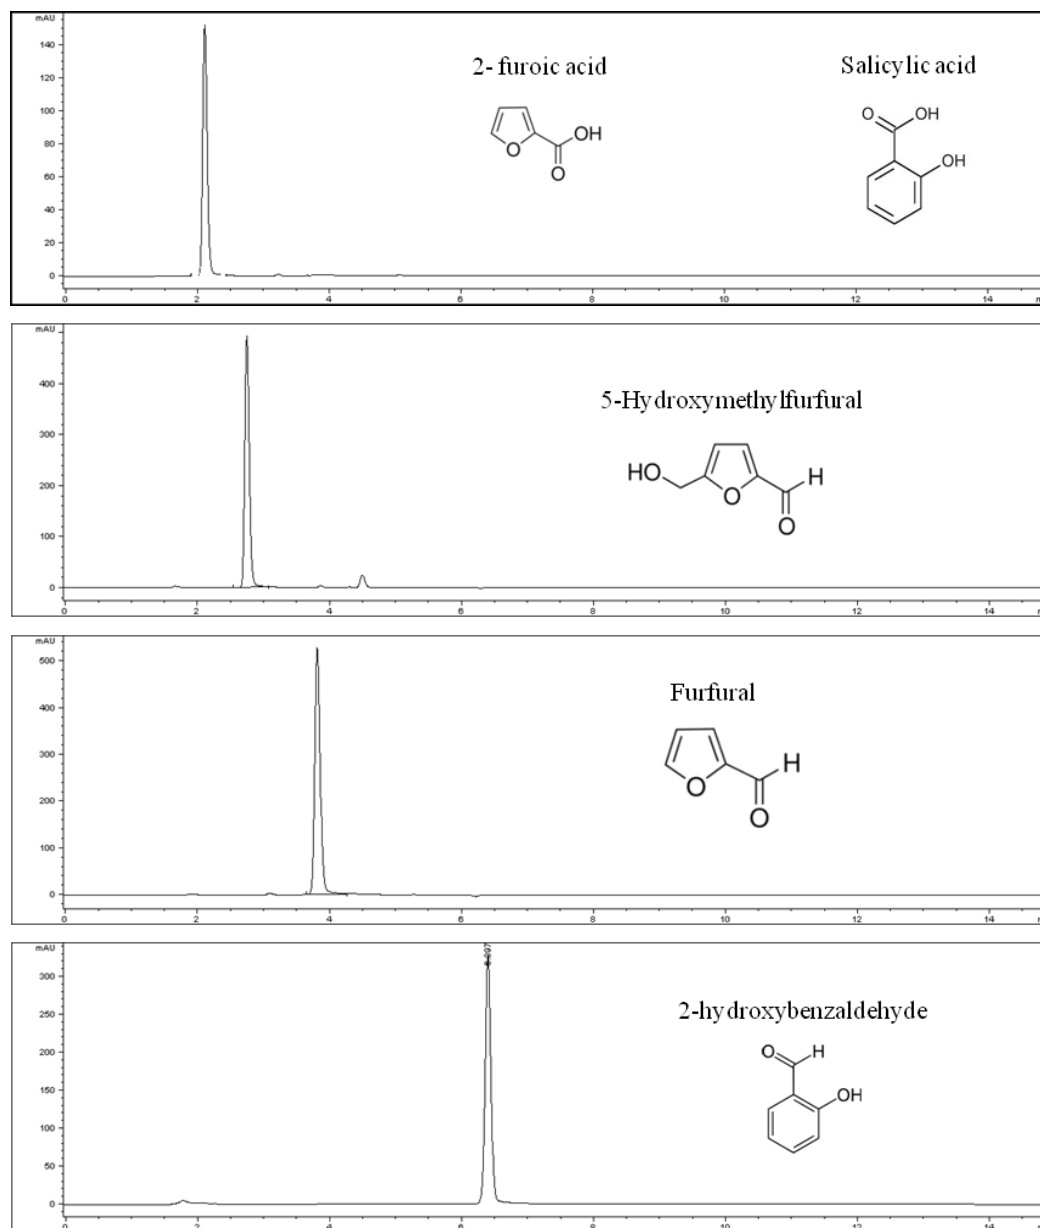 mAU
2- furoic acid
Salicylic acid
140
120
100
80
60
40
20
0
O
OH
O
O
OH
OH
0 2 4 6 8 10 12 14
mAU
5-Hydroxymethylfurfural
400
300
200
100
0
HO
O
H
O
0 2 4 6 8 10 12 14
mAU
Furfural
500
400
300
200
100
0
O
H
O
0 2 4 6 8 10 12 14
mAU
2-hydroxybenzaldehyde
300
250
200
150
100
50
0
O
H
OH
0 2 4 6 8 10 12 14